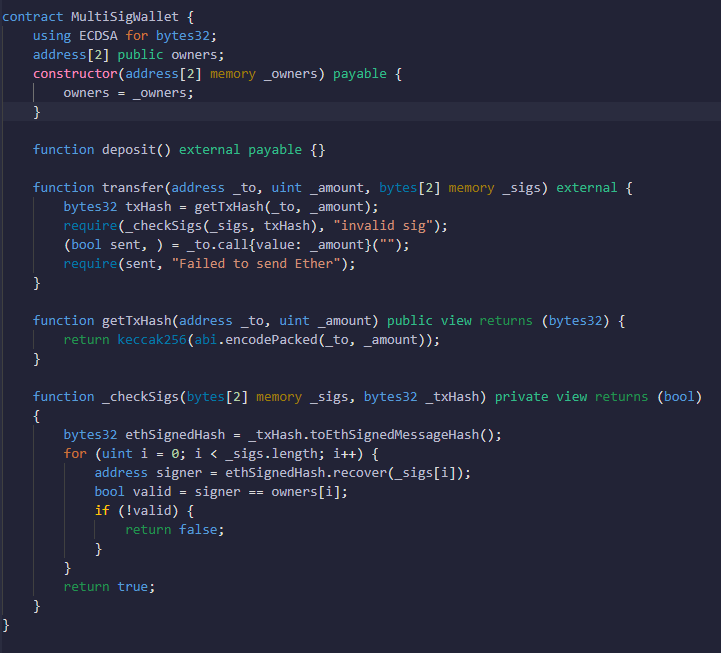 contract MultiSigWallet {
    using ECDSA for bytes32;
    address[2] public owners;
    constructor(address[2] memory _owners) payable {
        owners = _owners;
    }

    function deposit() external payable {}

    function transfer(address _to, uint _amount, bytes[2] memory _sigs) external {
        bytes32 txHash = getTxHash(_to, _amount);
        require(_checkSigs(_sigs, txHash), "invalid sig");
        (bool sent, ) = _to.call{value: _amount}("");
        require(sent, "Failed to send Ether");
    }

    function getTxHash(address _to, uint _amount) public view returns (bytes32) {
        return keccak256(abi.encodePacked(_to, _amount));
    }

    function _checkSigs(bytes[2] memory _sigs, bytes32 _txHash) private view returns (bool)
    {
        bytes32 ethSignedHash = _txHash.toEthSignedMessageHash();
        for (uint i = 0; i < _sigs.length; i++) {
            address signer = ethSignedHash.recover(_sigs[i]);
            bool valid = signer == owners[i];
            if (!valid) {
                return false;
            }
        }
        return true;
    }
}